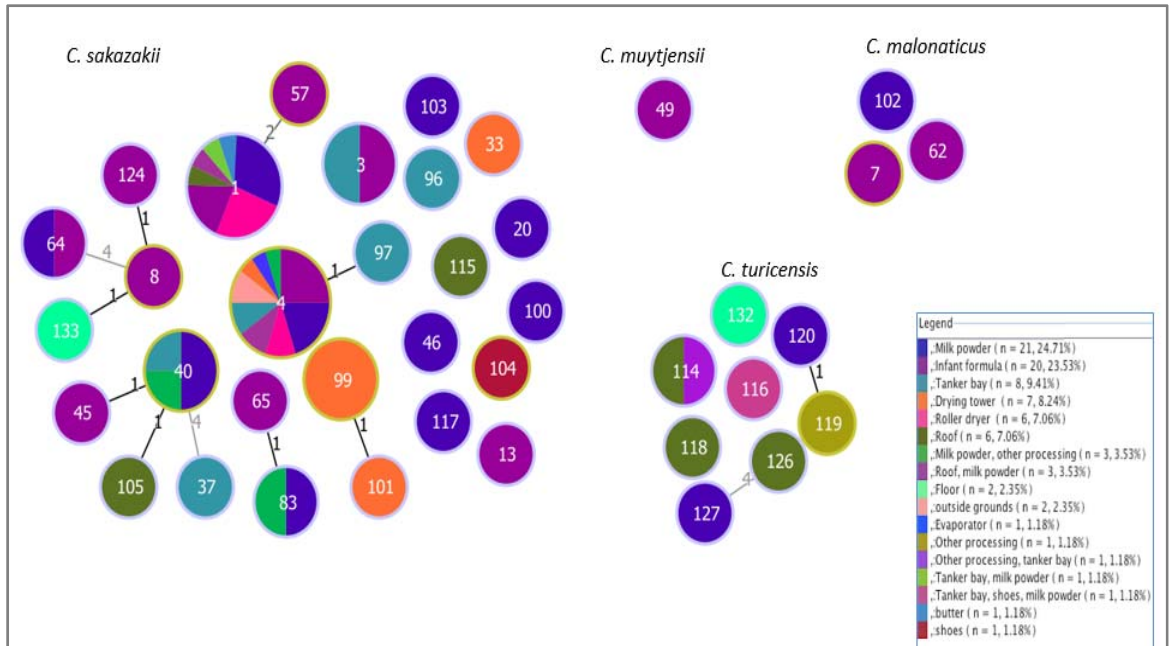 C. sakazakii
C. muytjensii
C. malonaticus
57
103
33
2
3
1
96
124
1
64
4
8
1
133
97
1
4
20
115
100
49
102
62
7
C. turicensis
132
120
114
116
1
119
118
126
4
127
40
46
104
99
65
45
1
1
4
1
1
117
13
105
37
83
101
Legend
,:Milk powder ( n = 21, 24.71%)
,:Infant formula ( n = 20, 23.53%)
,:Tanker bay ( n = 8, 9.41%)
,:Drying tower ( n = 7, 8.24%)
,:Roller dryer ( n = 6, 7.06%)
,:Roof ( n = 6, 7.06%)
,:Milk powder, other processing ( n = 3, 3.53%)
,:Roof, milk powder ( n = 3, 3.53%)
,:Floor ( n = 2, 2.35%)
,:outside grounds ( n = 2, 2.35%)
,:Evaporator ( n = 1, 1.18%)
,:Other processing ( n = 1, 1.18%)
,:Other processing, tanker bay ( n = 1, 1.18%)
,:Tanker bay, milk powder ( n = 1, 1.18%)
,:Tanker bay, shoes, milk powder ( n = 1, 1.18%)
,:butter ( n = 1, 1.18%)
,:shoes ( n = 1, 1.18%)